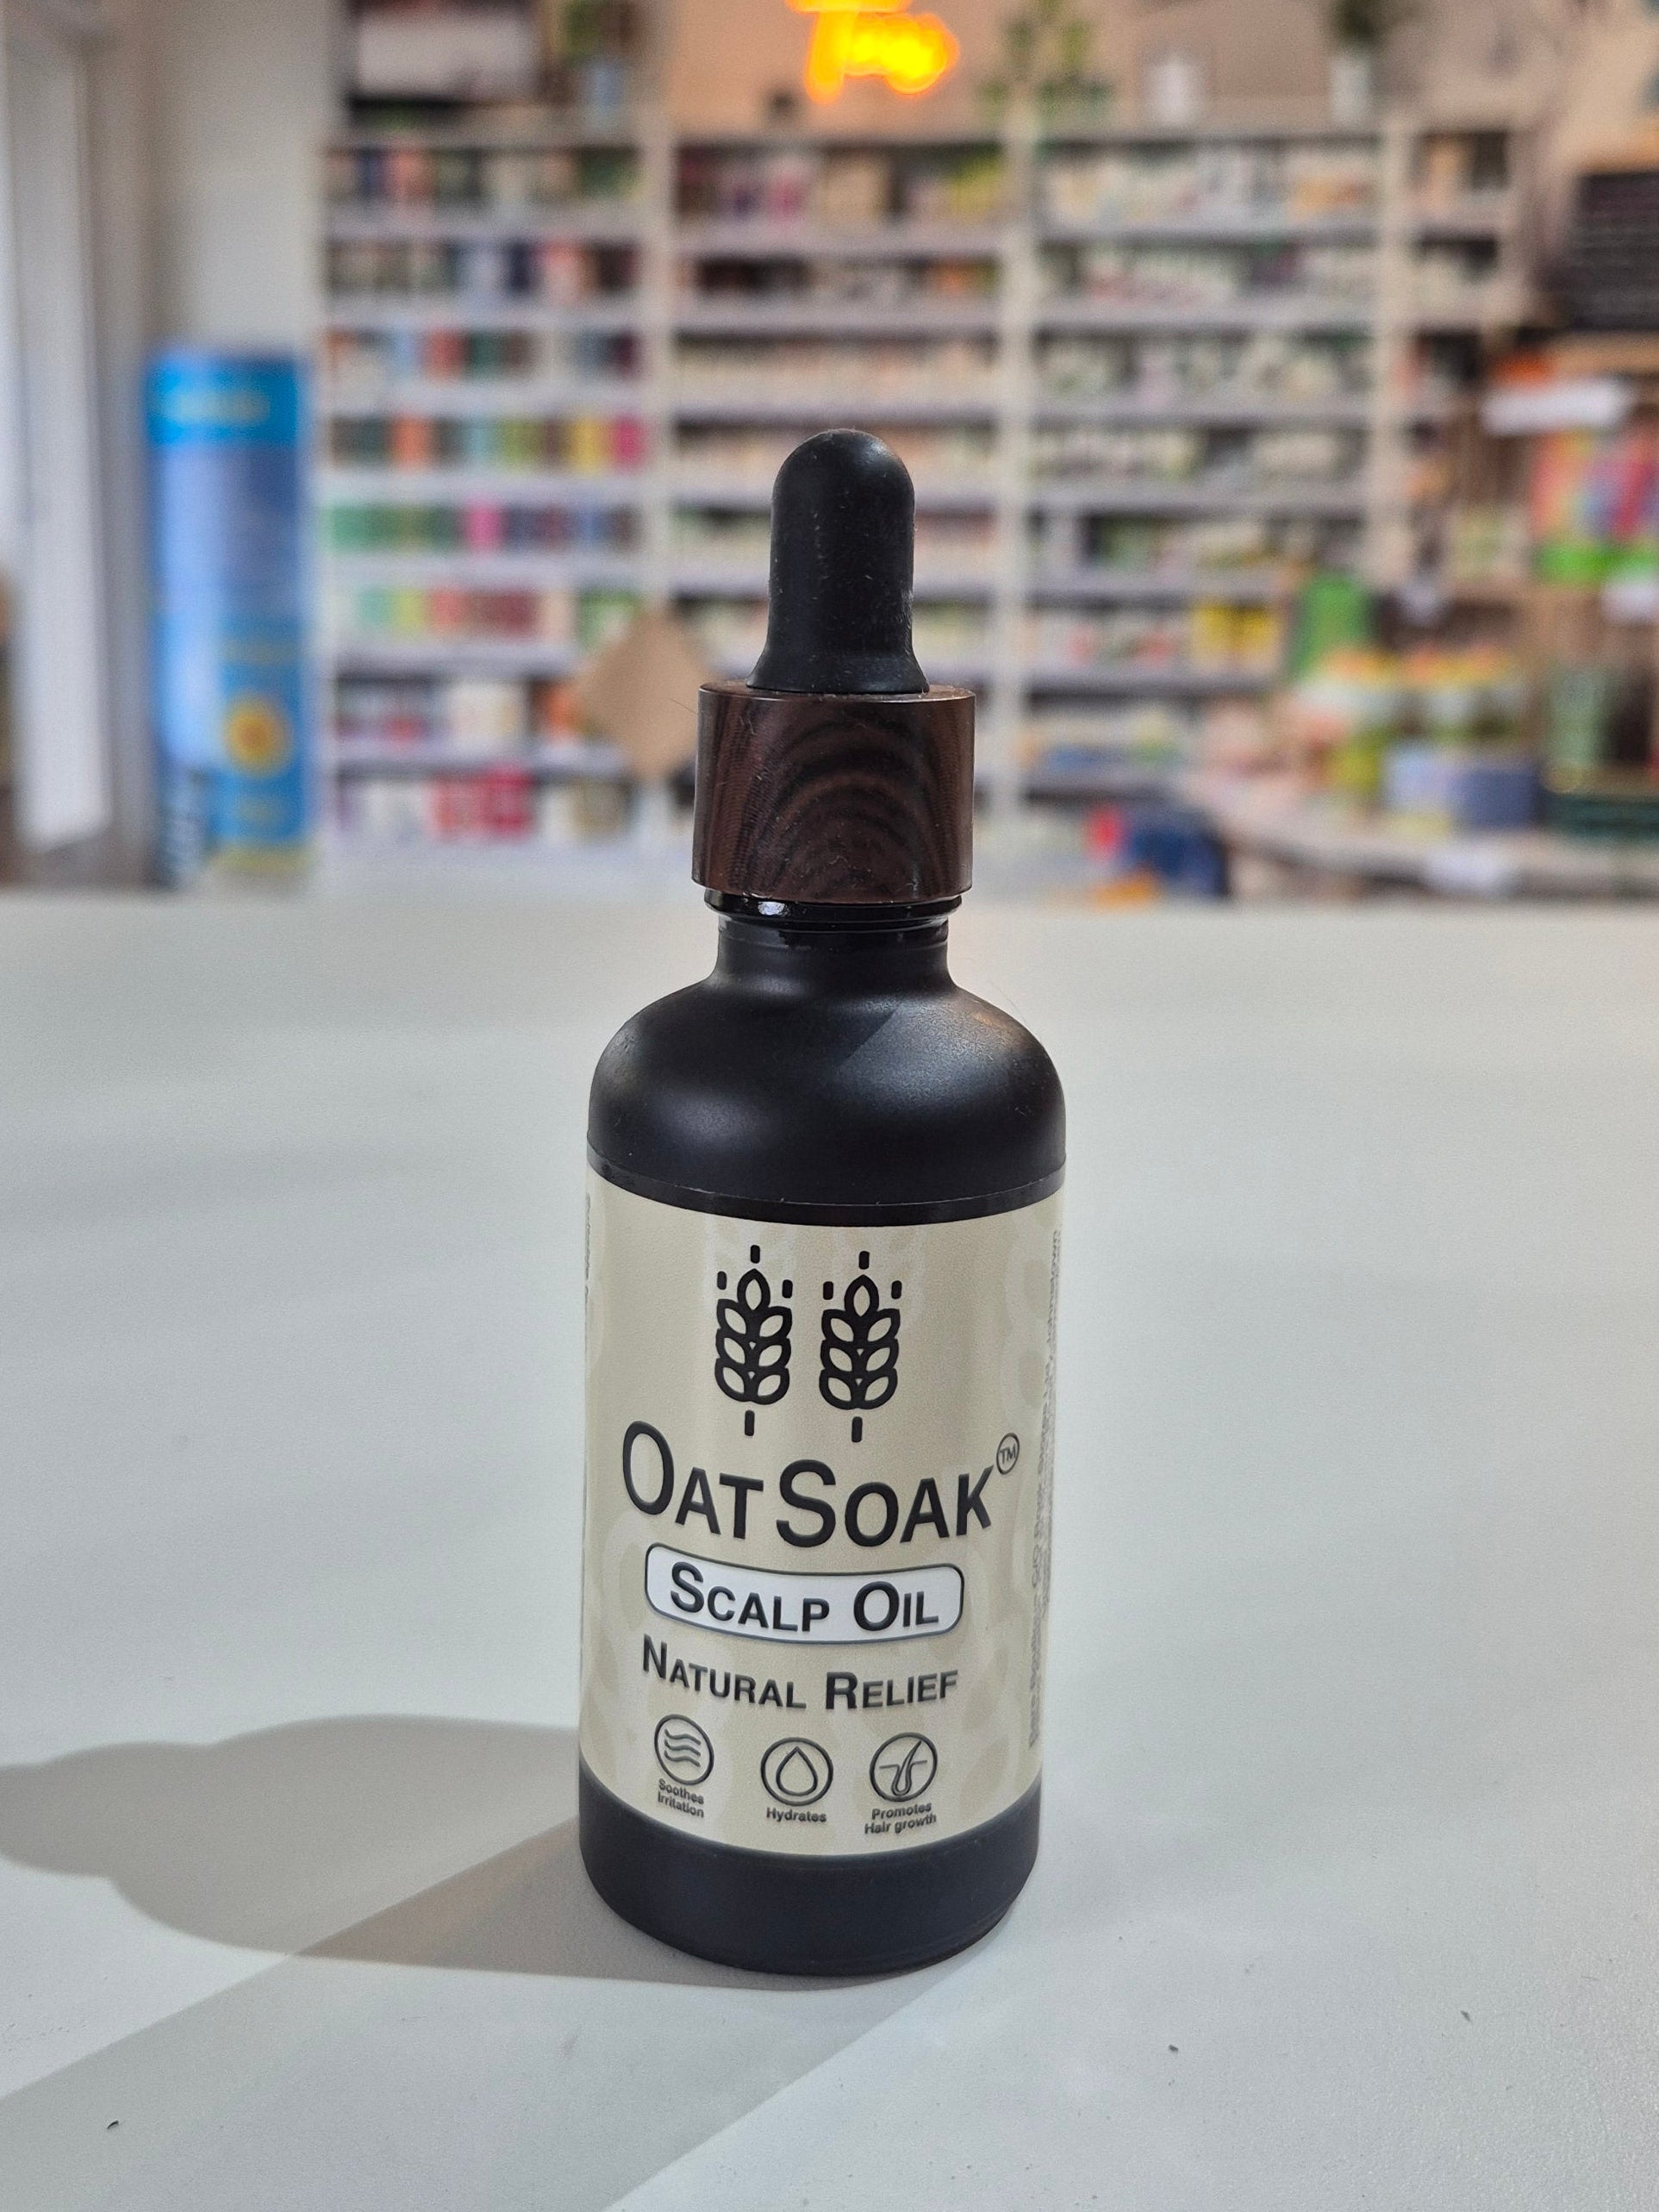 OATSOAK™
SCALP OIL
NATURAL RELIEF
Soothes
Irritation
Hydrates
Promotes
Hair growth